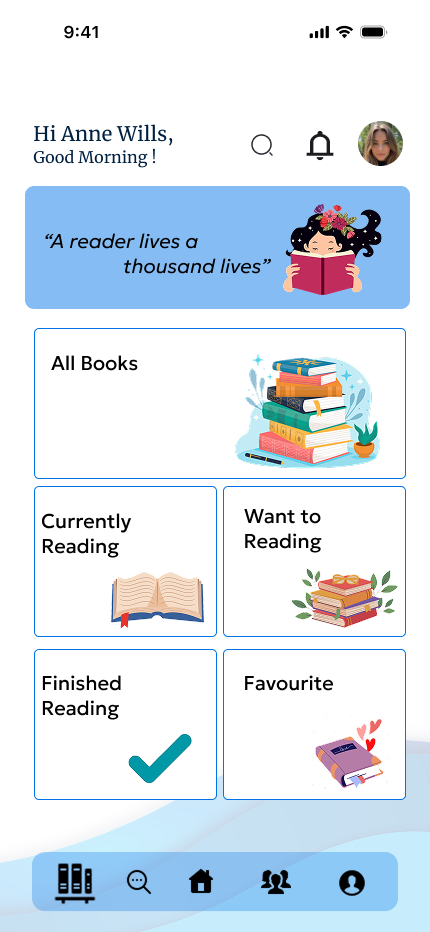 9:41
Hi Anne Wills,
Good Morning !
“A reader lives a
thousand lives”
All Books
Currently
Reading
Want to
Reading
Finished
Reading
Favourite